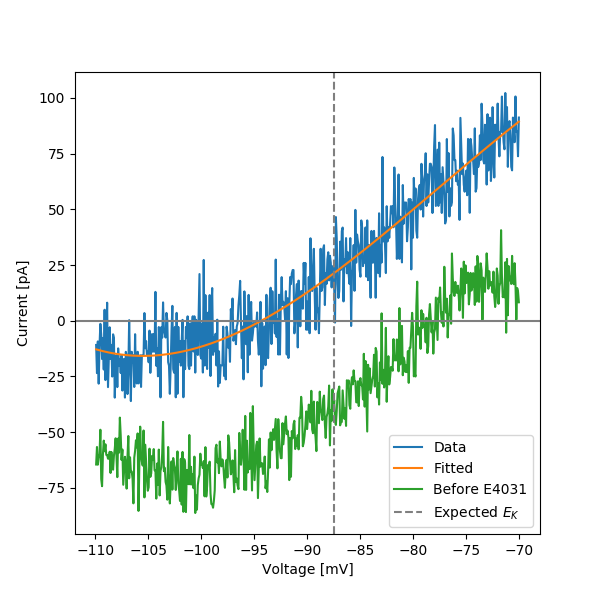 100
75
50
25
0
−25
−50
−75
Current [pA]
−110
−105
−100
−95
−90
−85
−80
−75
−70
Voltage [mV]
Data
Fitted
Before E4031
Expected E_K